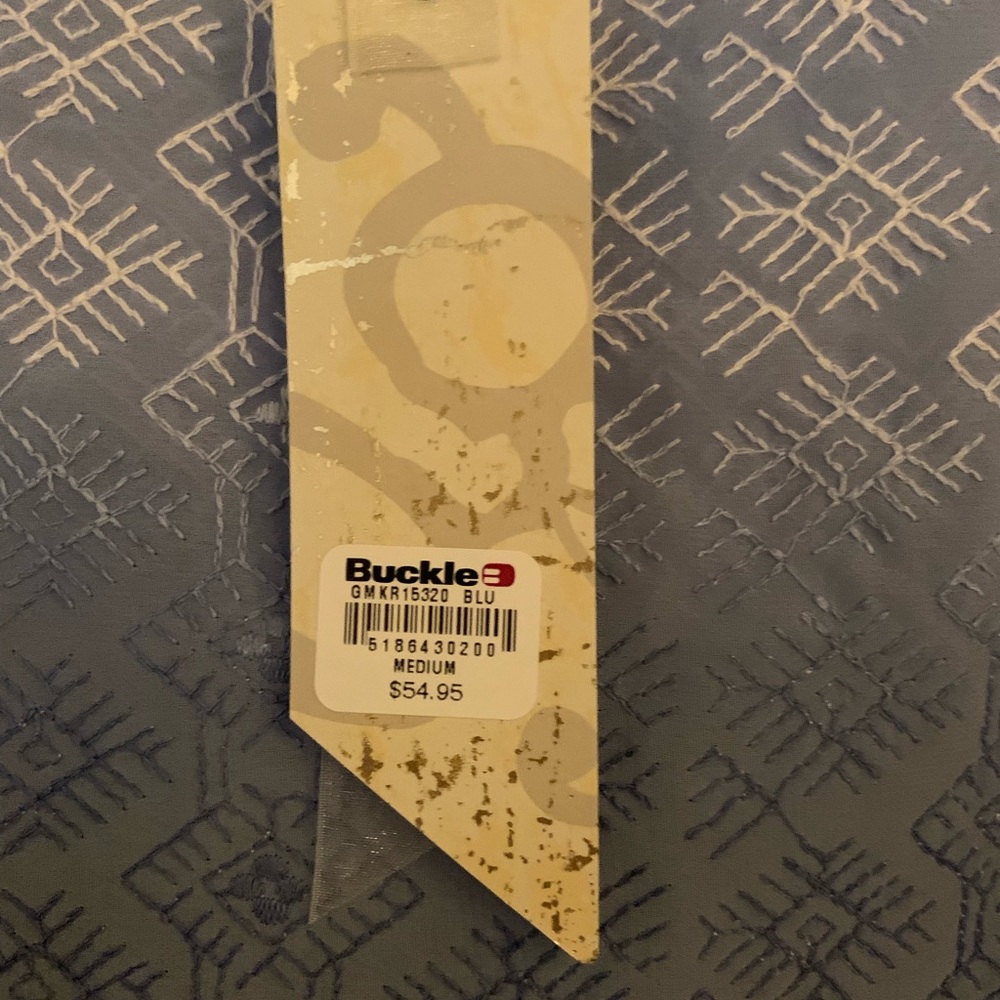 Buckle B
GMKR15320 BLU
5186430200
MEDIUM
$54.95